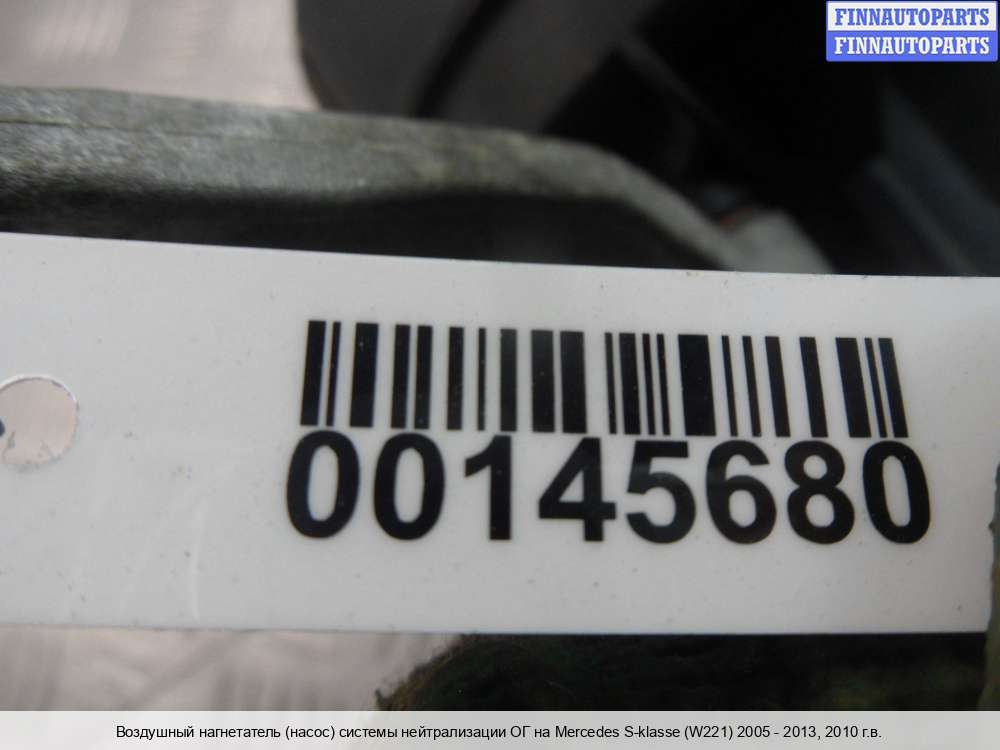 FINNAUTOPARTS
FINNAUTOPARTS
00145680
Воздушный нагнетатель (насос) системы нейтрализации ОГ на Mercedes S-klasse (W221) 2005 - 2013, 2010 г.в.